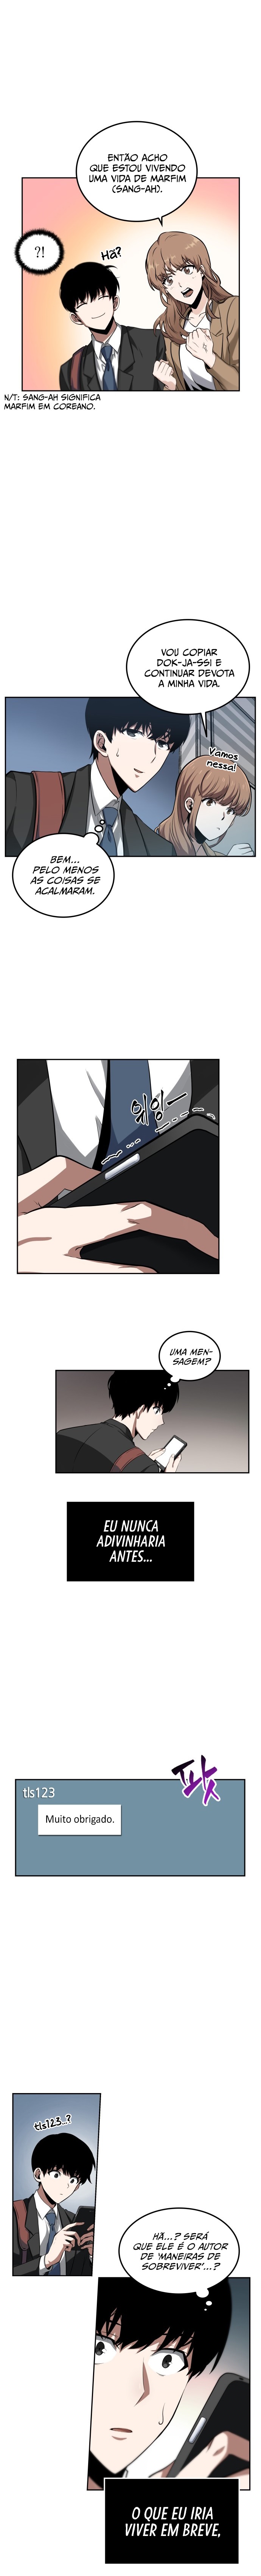 ENTÃO ACHO
QUE ESTOU VIVENDO
UMA VIDA DE MARFIM
(SANG-AH).
?!
Hã?
N/T: SANG-AH SIGNIFICA
MARFIM EM COREANO.
VOU COPIAR
DOK-JA-SSI E
CONTINUAR DEVOTA
A MINHA VIDA.
Vamos
nessa!
BEM...
PELO MENOS
AS COISAS SE
ACALMARAM.
위잉—
UMA MEN-
SAGEM?
EU NUNCA
ADIVINHARIA
ANTES...
툭
tls123
Muito obrigado.
tls123..?
HÃ...? SERÁ
QUE ELE É O AUTOR
DE 'MANEIRAS DE
SOBREVIVER'...?
O QUE EU IRIA
VIVER EM BREVE,